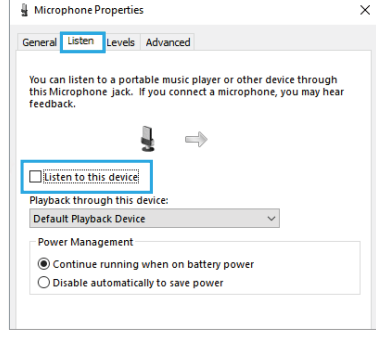 Microphone Properties
General Listen Levels Advanced
You can listen to a portable music player or other device through
this Microphone jack. If you connect a microphone, you may hear
feedback.
Listen to this device
Playback through this device:
Default Playback Device
Power Management
Continue running when on battery power
Disable automatically to save power